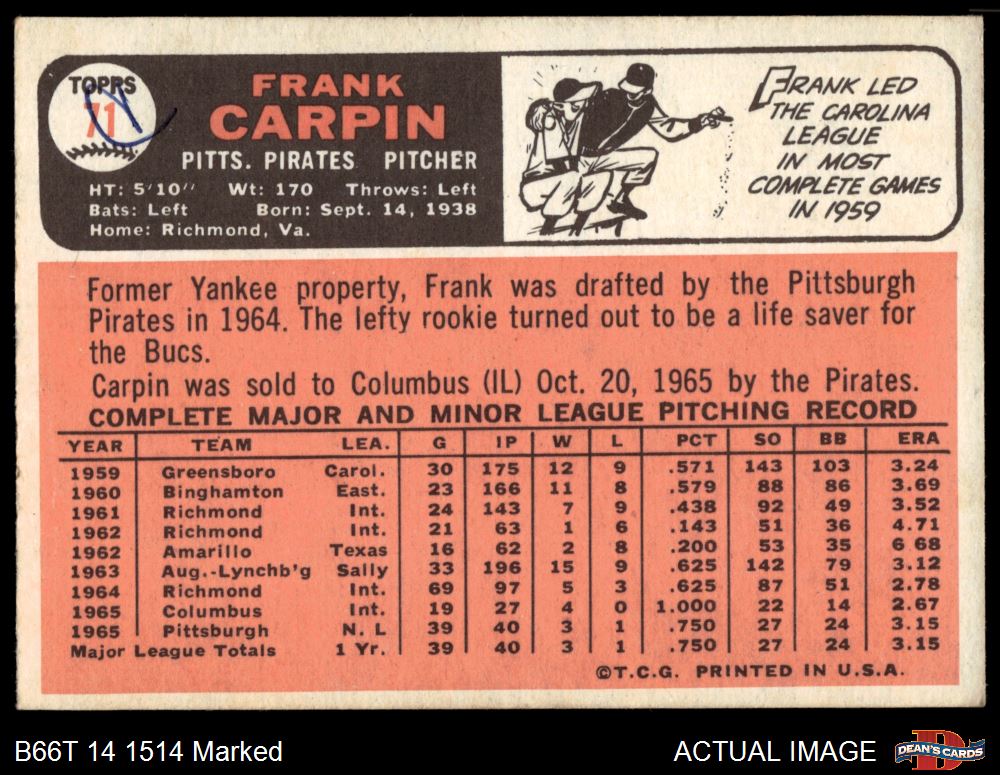 TOPPS
71
FRANK
CARPIN
PITTS. PIRATES PITCHER
HT: 5'10" Wt: 170 Throws: Left
Bats: Left Born: Sept. 14, 1938
Home: Richmond, Va.
FRANK LED
THE CAROLINA
LEAGUE
IN MOST
COMPLETE GAMES
IN 1959
Former Yankee property, Frank was drafted by the Pittsburgh
Pirates in 1964. The lefty rookie turned out to be a life saver for
the Bucs.
Carpin was sold to Columbus (IL) Oct. 20, 1965 by the Pirates.
COMPLETE MAJOR AND MINOR LEAGUE PITCHING RECORD
YEAR TEAM LEA. G IP W L PCT SO BB ERA
1959 Greensboro Carol. 30 175 12 9 .571 143 103 3.24
1960 Binghamton East. 23 166 11 8 .579 88 86 3.69
1961 Richmond Int. 24 143 7 9 .438 92 49 3.52
1962 Richmond Int. 21 63 1 6 .143 51 36 4.71
1962 Amarillo Texas 16 62 2 8 .200 53 35 6 68
1963 Aug.-Lynchb'g Sally 33 196 15 9 .625 142 79 3.12
1964 Richmond Int. 69 97 5 3 .625 87 51 2.78
1965 Columbus Int. 19 27 4 0 1.000 22 14 2.67
1965 Pittsburgh N. L 39 40 3 1 .750 27 24 3.15
Major League Totals 1 Yr. 39 40 3 1 .750 27 24 3.15
©T.C.G. PRINTED IN U.S.A.
B66T 14 1514 Marked
ACTUAL IMAGE
DEAN'S CARDS